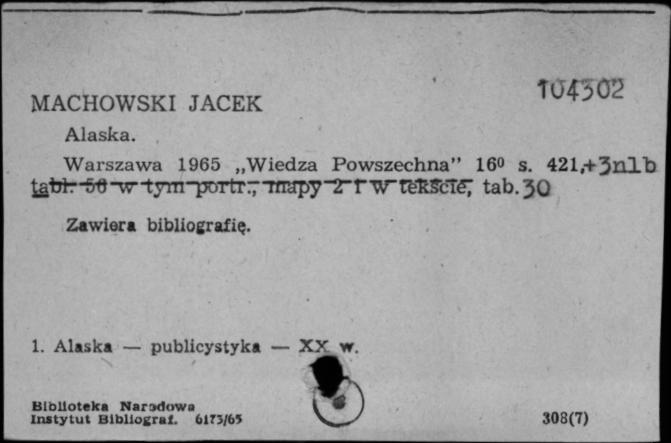 104302
MACHOWSKI JACEK
Alaska.
Warszawa 1965 „Wiedza Powszechna” 16⁰ s. 421,+3nlb
tabl. 56 w tym portr., mapy 2 i w tekście, tab. 30
Zawiera bibliografię.
1. Alaska — publicystyka — XX w.
Biblioteka Narodowa
Instytut Bibliograf. 6173/65
308(7)